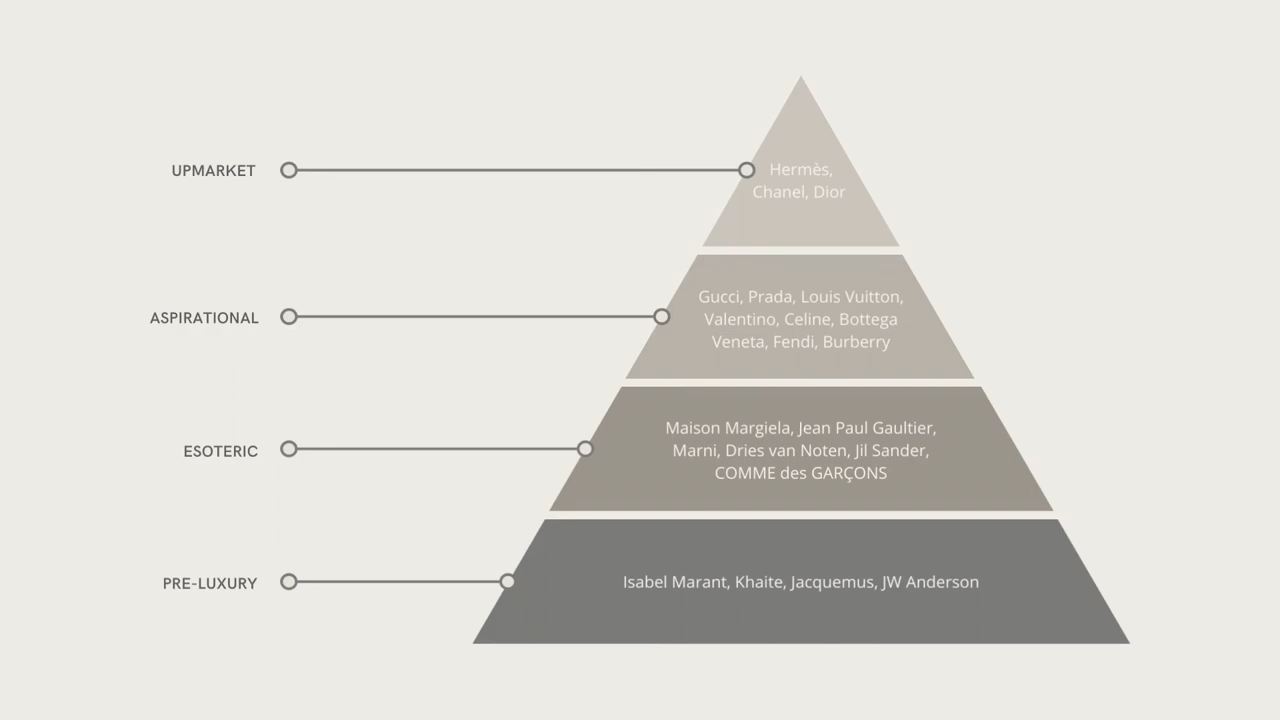 UPMARKET
Hermès,
Chanel, Dior
ASPIRATIONAL
Gucci, Prada, Louis Vuitton,
Valentino, Celine, Bottega
Veneta, Fendi, Burberry
ESOTERIC
Maison Margiela, Jean Paul Gaultier,
Marni, Dries van Noten, Jil Sander,
COMME des GARÇONS
PRE-LUXURY
Isabel Marant, Khaite, Jacquemus, JW Anderson